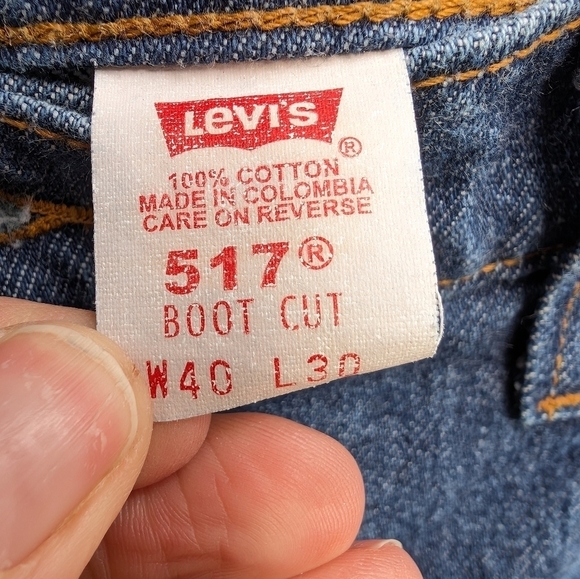 Levi's ®
100% COTTON
MADE IN COLOMBIA
CARE ON REVERSE
517®
BOOT CUT
W40 L30